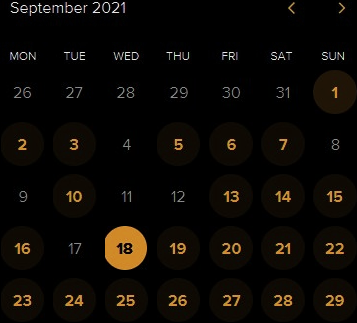 September 2021
MON TUE WED THU FRI SAT SUN
26 27 28 29 30 31 1
2 3 4 5 6 7 8
9 10 11 12 13 14 15
16 17 18 19 20 21 22
23 24 25 26 27 28 29